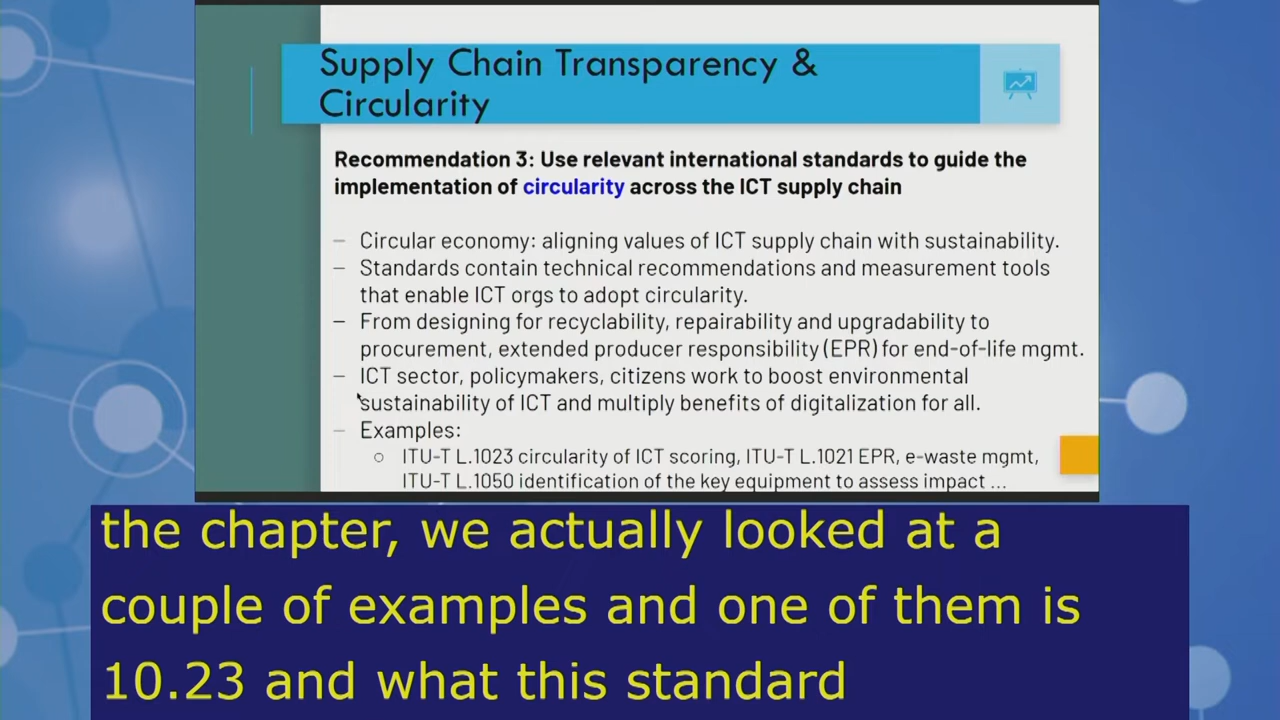 Supply Chain Transparency &
Circularity
Recommendation 3: Use relevant international standards to guide the
implementation of circularity across the ICT supply chain
– Circular economy: aligning values of ICT supply chain with sustainability.
– Standards contain technical recommendations and measurement tools
that enable ICT orgs to adopt circularity.
– From designing for recyclability, repairability and upgradability to
procurement, extended producer responsibility (EPR) for end-of-life mgmt.
– ICT sector, policymakers, citizens work to boost environmental
sustainability of ICT and multiply benefits of digitalization for all.
– Examples:
○ ITU-T L.1023 circularity of ICT scoring, ITU-T L.1021 EPR, e-waste mgmt,
ITU-T L.1050 identification of the key equipment to assess impact ...
the chapter, we actually looked at a
couple of examples and one of them is
10.23 and what this standard